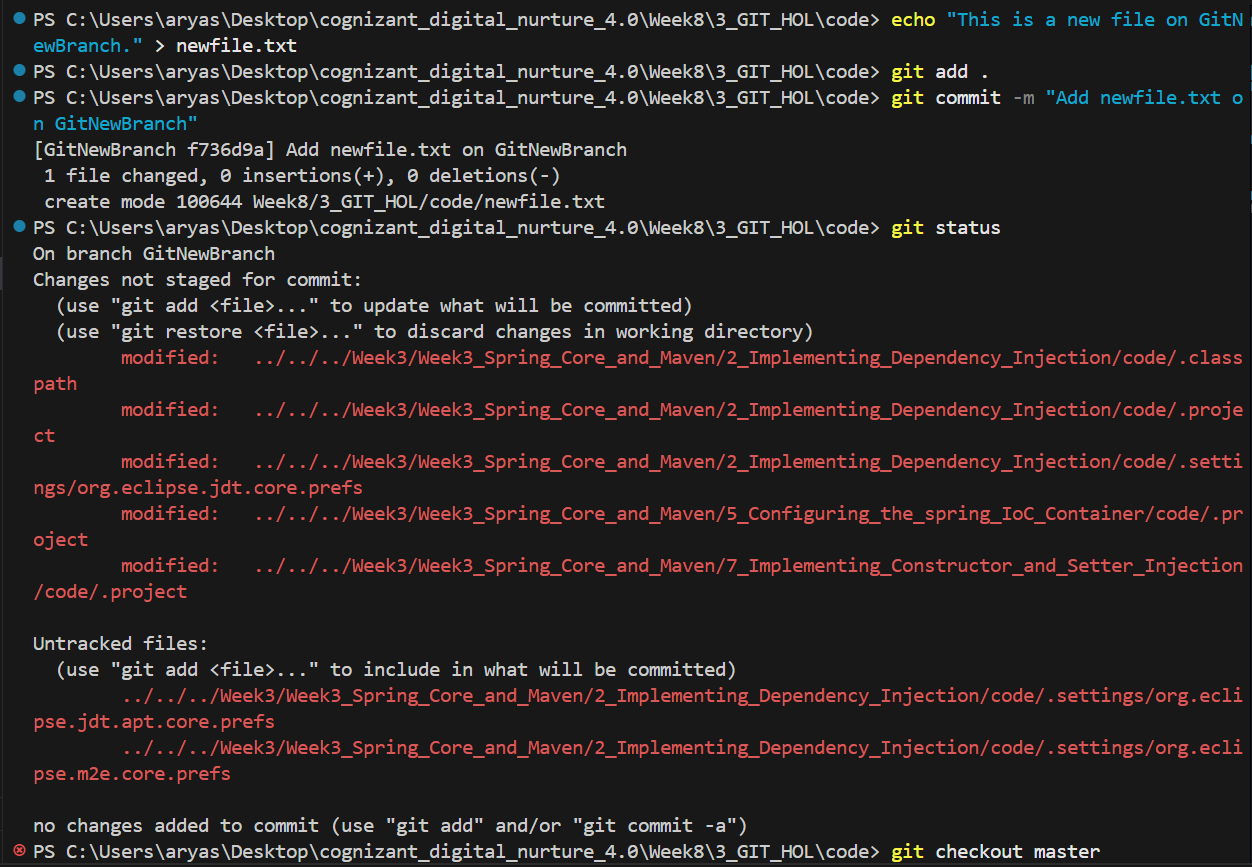 PS C:\Users\aryas\Desktop\cognizant_digital_nurture_4.0\Week8\3_GIT_HOL\code> echo "This is a new file on GitN
ewBranch." > newfile.txt
PS C:\Users\aryas\Desktop\cognizant_digital_nurture_4.0\Week8\3_GIT_HOL\code> git add .
PS C:\Users\aryas\Desktop\cognizant_digital_nurture_4.0\Week8\3_GIT_HOL\code> git commit -m "Add newfile.txt o
n GitNewBranch"
[GitNewBranch f736d9a] Add newfile.txt on GitNewBranch
 1 file changed, 0 insertions(+), 0 deletions(-)
 create mode 100644 Week8/3_GIT_HOL/code/newfile.txt
PS C:\Users\aryas\Desktop\cognizant_digital_nurture_4.0\Week8\3_GIT_HOL\code> git status
On branch GitNewBranch
Changes not staged for commit:
  (use "git add <file>..." to update what will be committed)
  (use "git restore <file>..." to discard changes in working directory)
        modified:   ../../../Week3/Week3_Spring_Core_and_Maven/2_Implementing_Dependency_Injection/code/.class
path
        modified:   ../../../Week3/Week3_Spring_Core_and_Maven/2_Implementing_Dependency_Injection/code/.proje
ct
        modified:   ../../../Week3/Week3_Spring_Core_and_Maven/2_Implementing_Dependency_Injection/code/.setti
ngs/org.eclipse.jdt.core.prefs
        modified:   ../../../Week3/Week3_Spring_Core_and_Maven/5_Configuring_the_spring_IoC_Container/code/.pr
oject
        modified:   ../../../Week3/Week3_Spring_Core_and_Maven/7_Implementing_Constructor_and_Setter_Injection
/code/.project

Untracked files:
  (use "git add <file>..." to include in what will be committed)
        ../../../Week3/Week3_Spring_Core_and_Maven/2_Implementing_Dependency_Injection/code/.settings/org.ecli
pse.jdt.apt.core.prefs
        ../../../Week3/Week3_Spring_Core_and_Maven/2_Implementing_Dependency_Injection/code/.settings/org.ecli
pse.m2e.core.prefs

no changes added to commit (use "git add" and/or "git commit -a")
PS C:\Users\aryas\Desktop\cognizant_digital_nurture_4.0\Week8\3_GIT_HOL\code> git checkout master